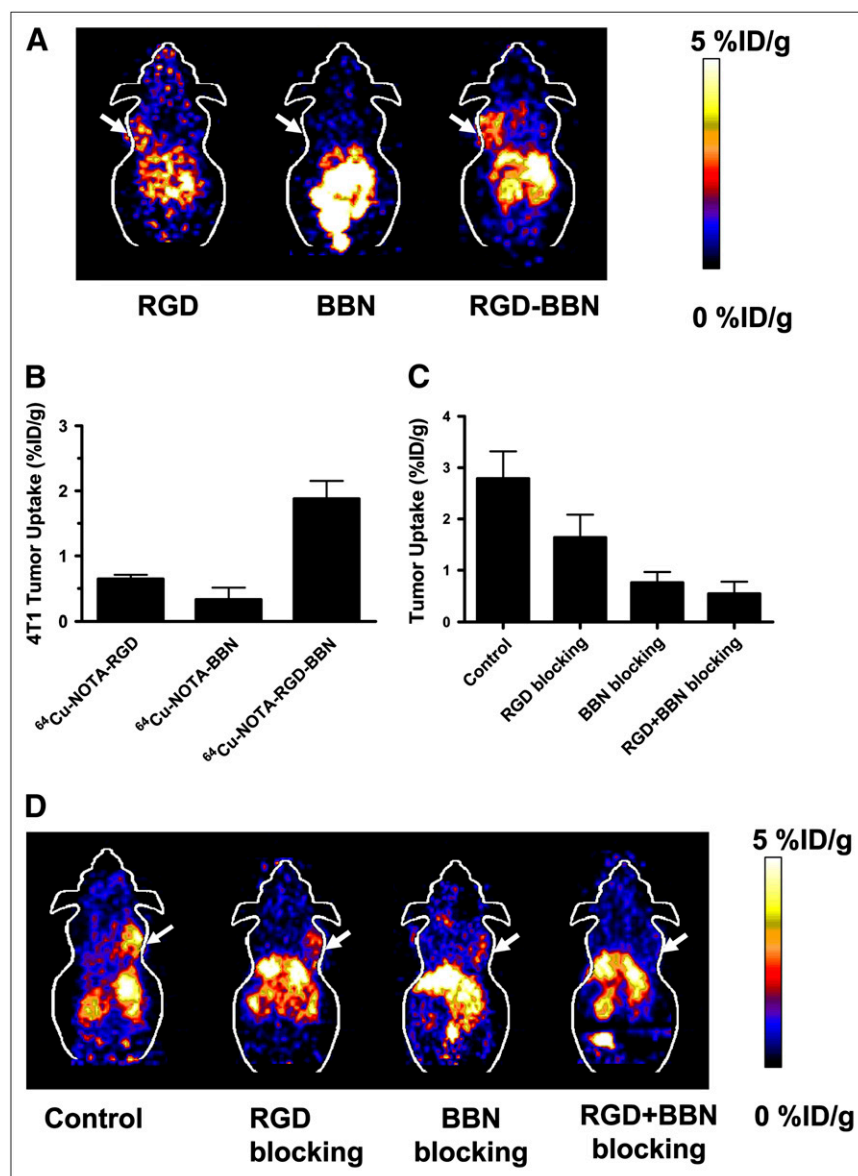 A
5 %ID/g
RGD
BBN
RGD-BBN
0 %ID/g
B
4T1 Tumor Uptake (%ID/g)
3
2
1
0
64Cu-NOTA-RGD
64Cu-NOTA-BBN
64Cu-NOTA-RGD-BBN
C
Tumor Uptake (%ID/g)
4
3
2
1
0
Control
RGD blocking
BBN blocking
RGD+BBN blocking
D
5 %ID/g
Control
RGD
blocking
BBN
blocking
RGD+BBN
blocking
0 %ID/g